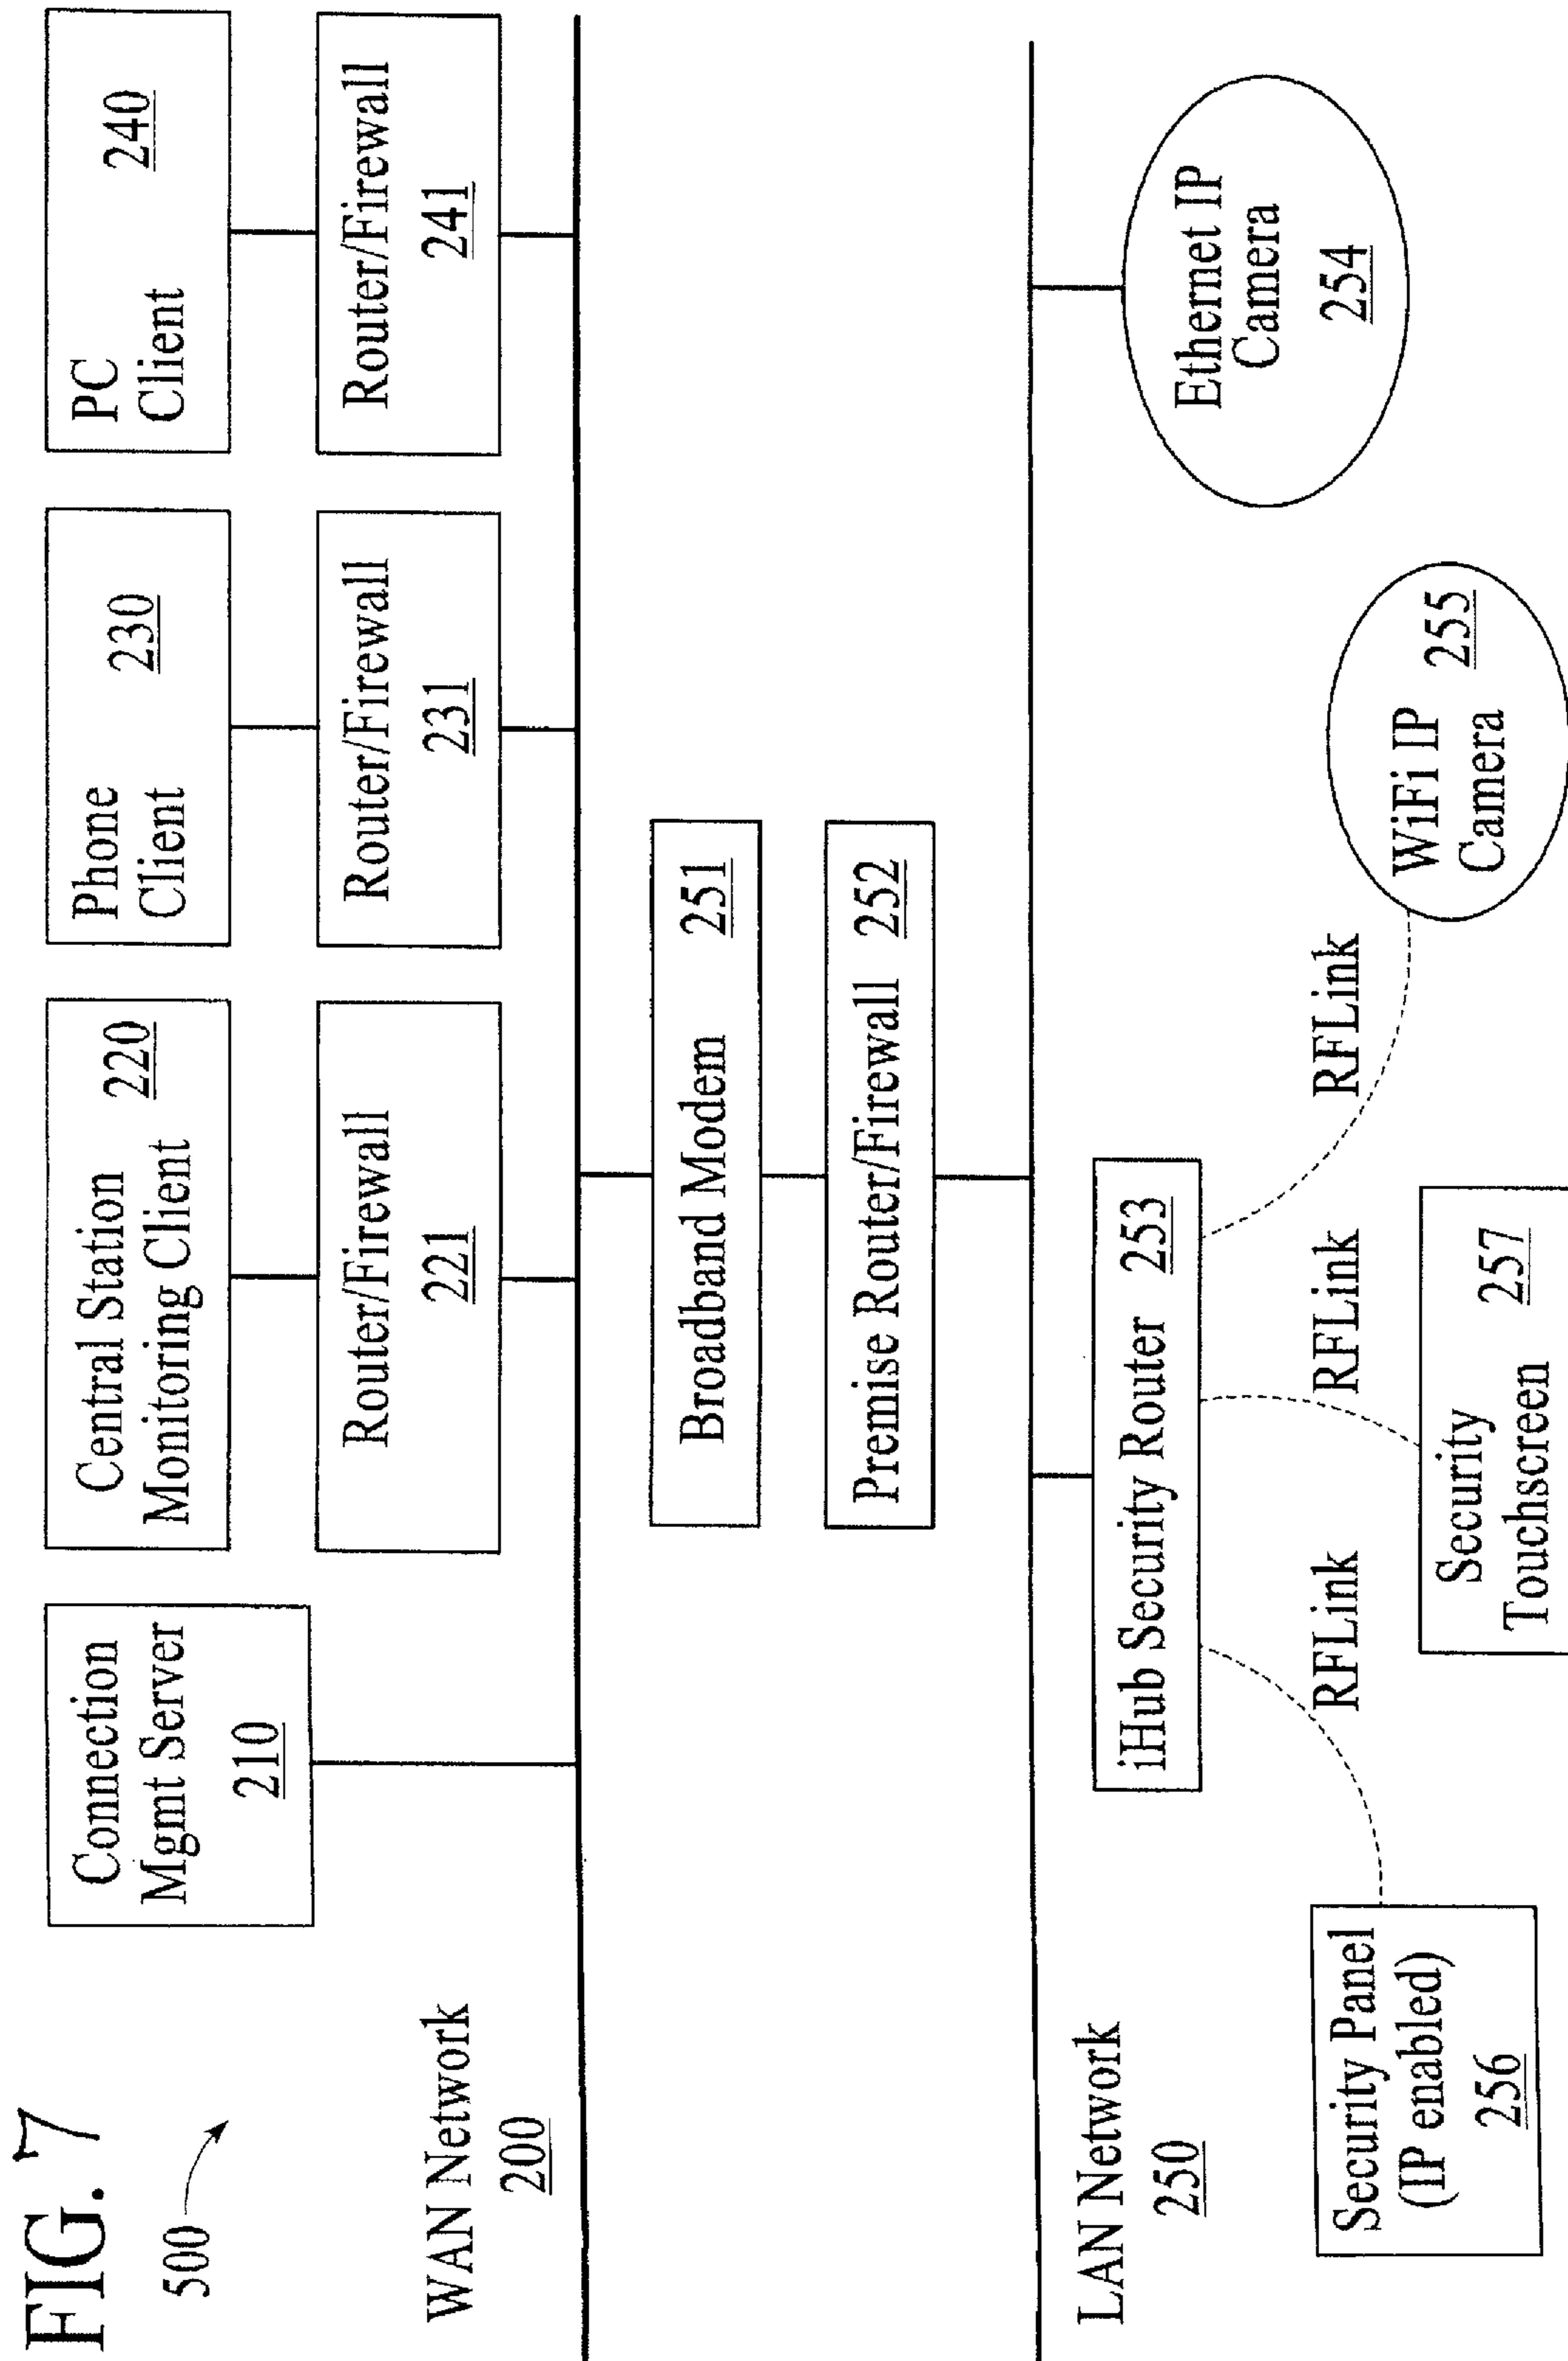 FIG. 7
500
Connection
Mgmt Server
210
Central Station
Monitoring Client
220
Phone
Client
230
PC
Client
240
Router/Firewall
221
Router/Firewall
231
Router/Firewall
241
WAN Network
200
Broadband Modem 251
Premise Router/Firewall 252
LAN Network
250
iHub Security Router 253
Ethernet IP
Camera
254
RFLink
RFLink
RFLink
Security Panel
(IP enabled)
256
Security
Touchscreen
257
WiFi IP
Camera
255